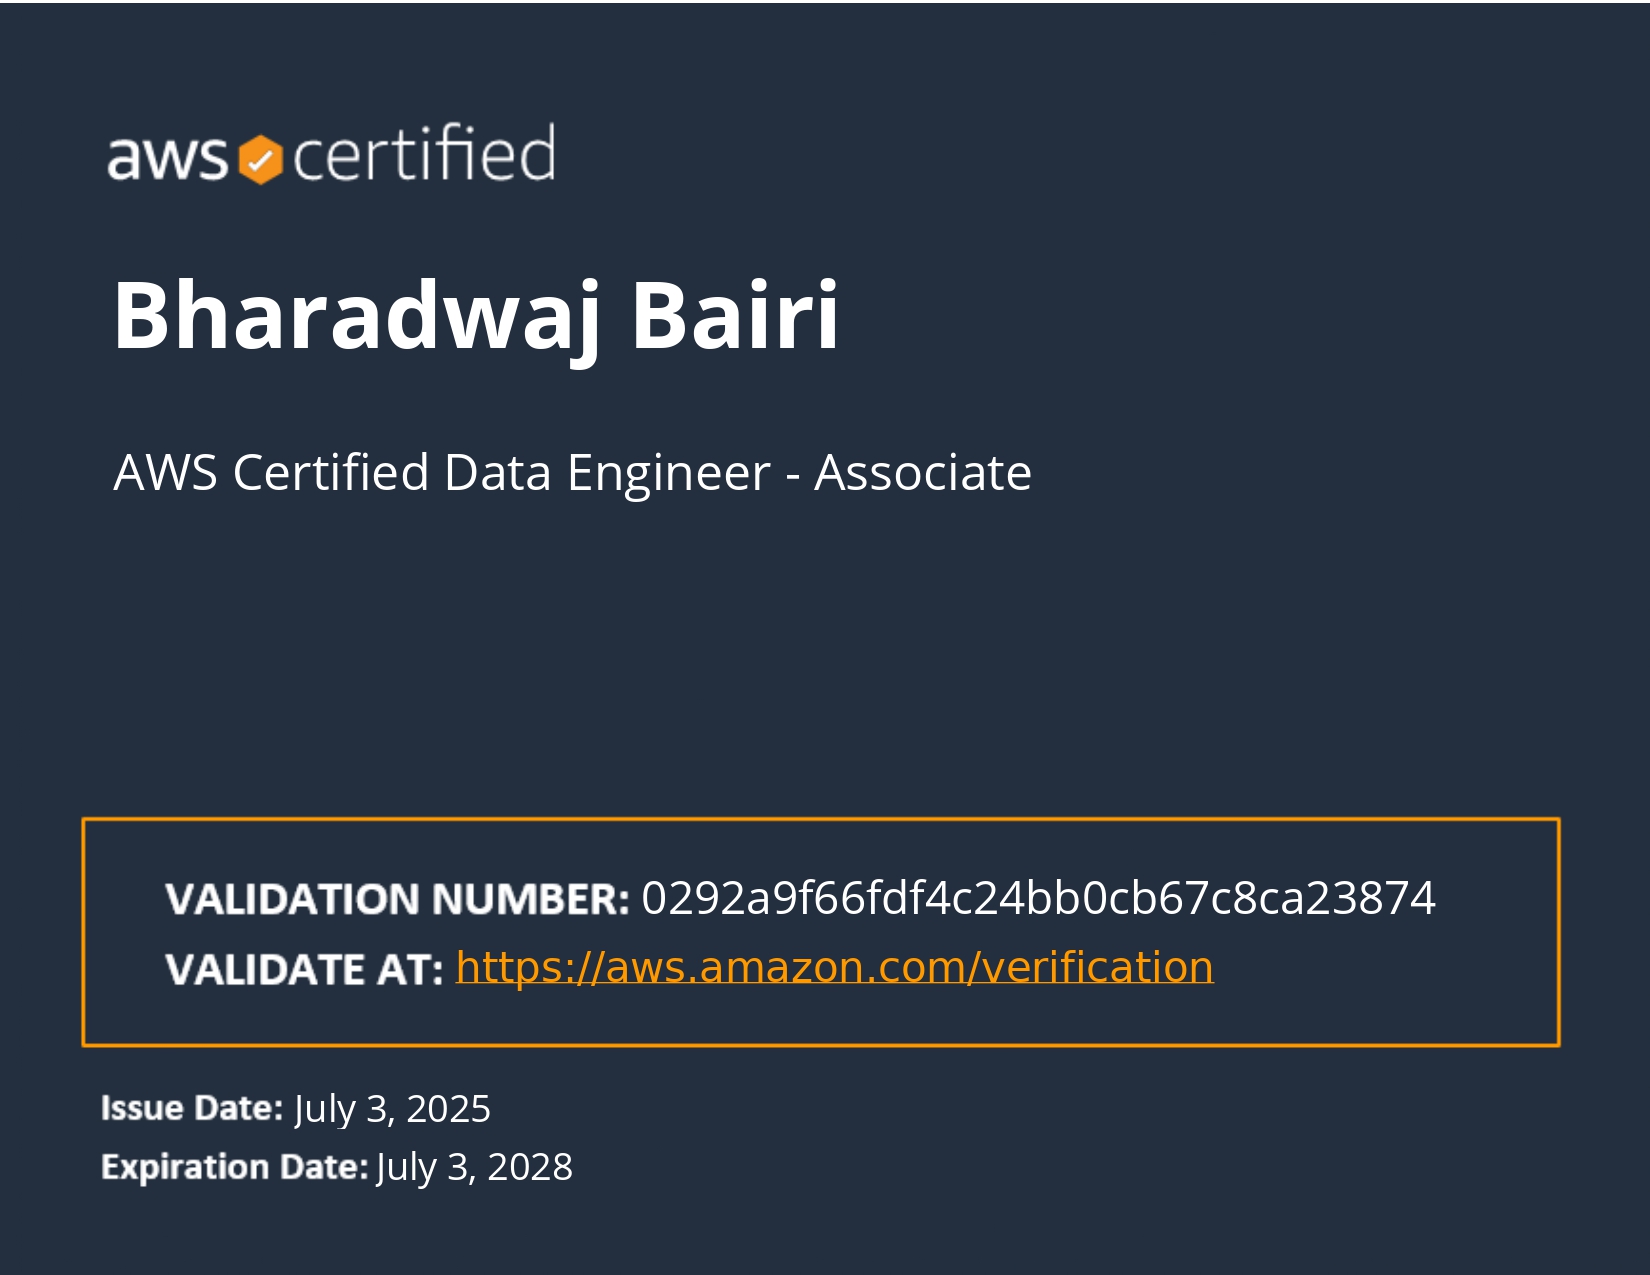 aws certified
Bharadwaj Bairi
AWS Certified Data Engineer - Associate
VALIDATION NUMBER: 0292a9f66fdf4c24bb0cb67c8ca23874
VALIDATE AT: https://aws.amazon.com/verification
Issue Date: July 3, 2025
Expiration Date: July 3, 2028